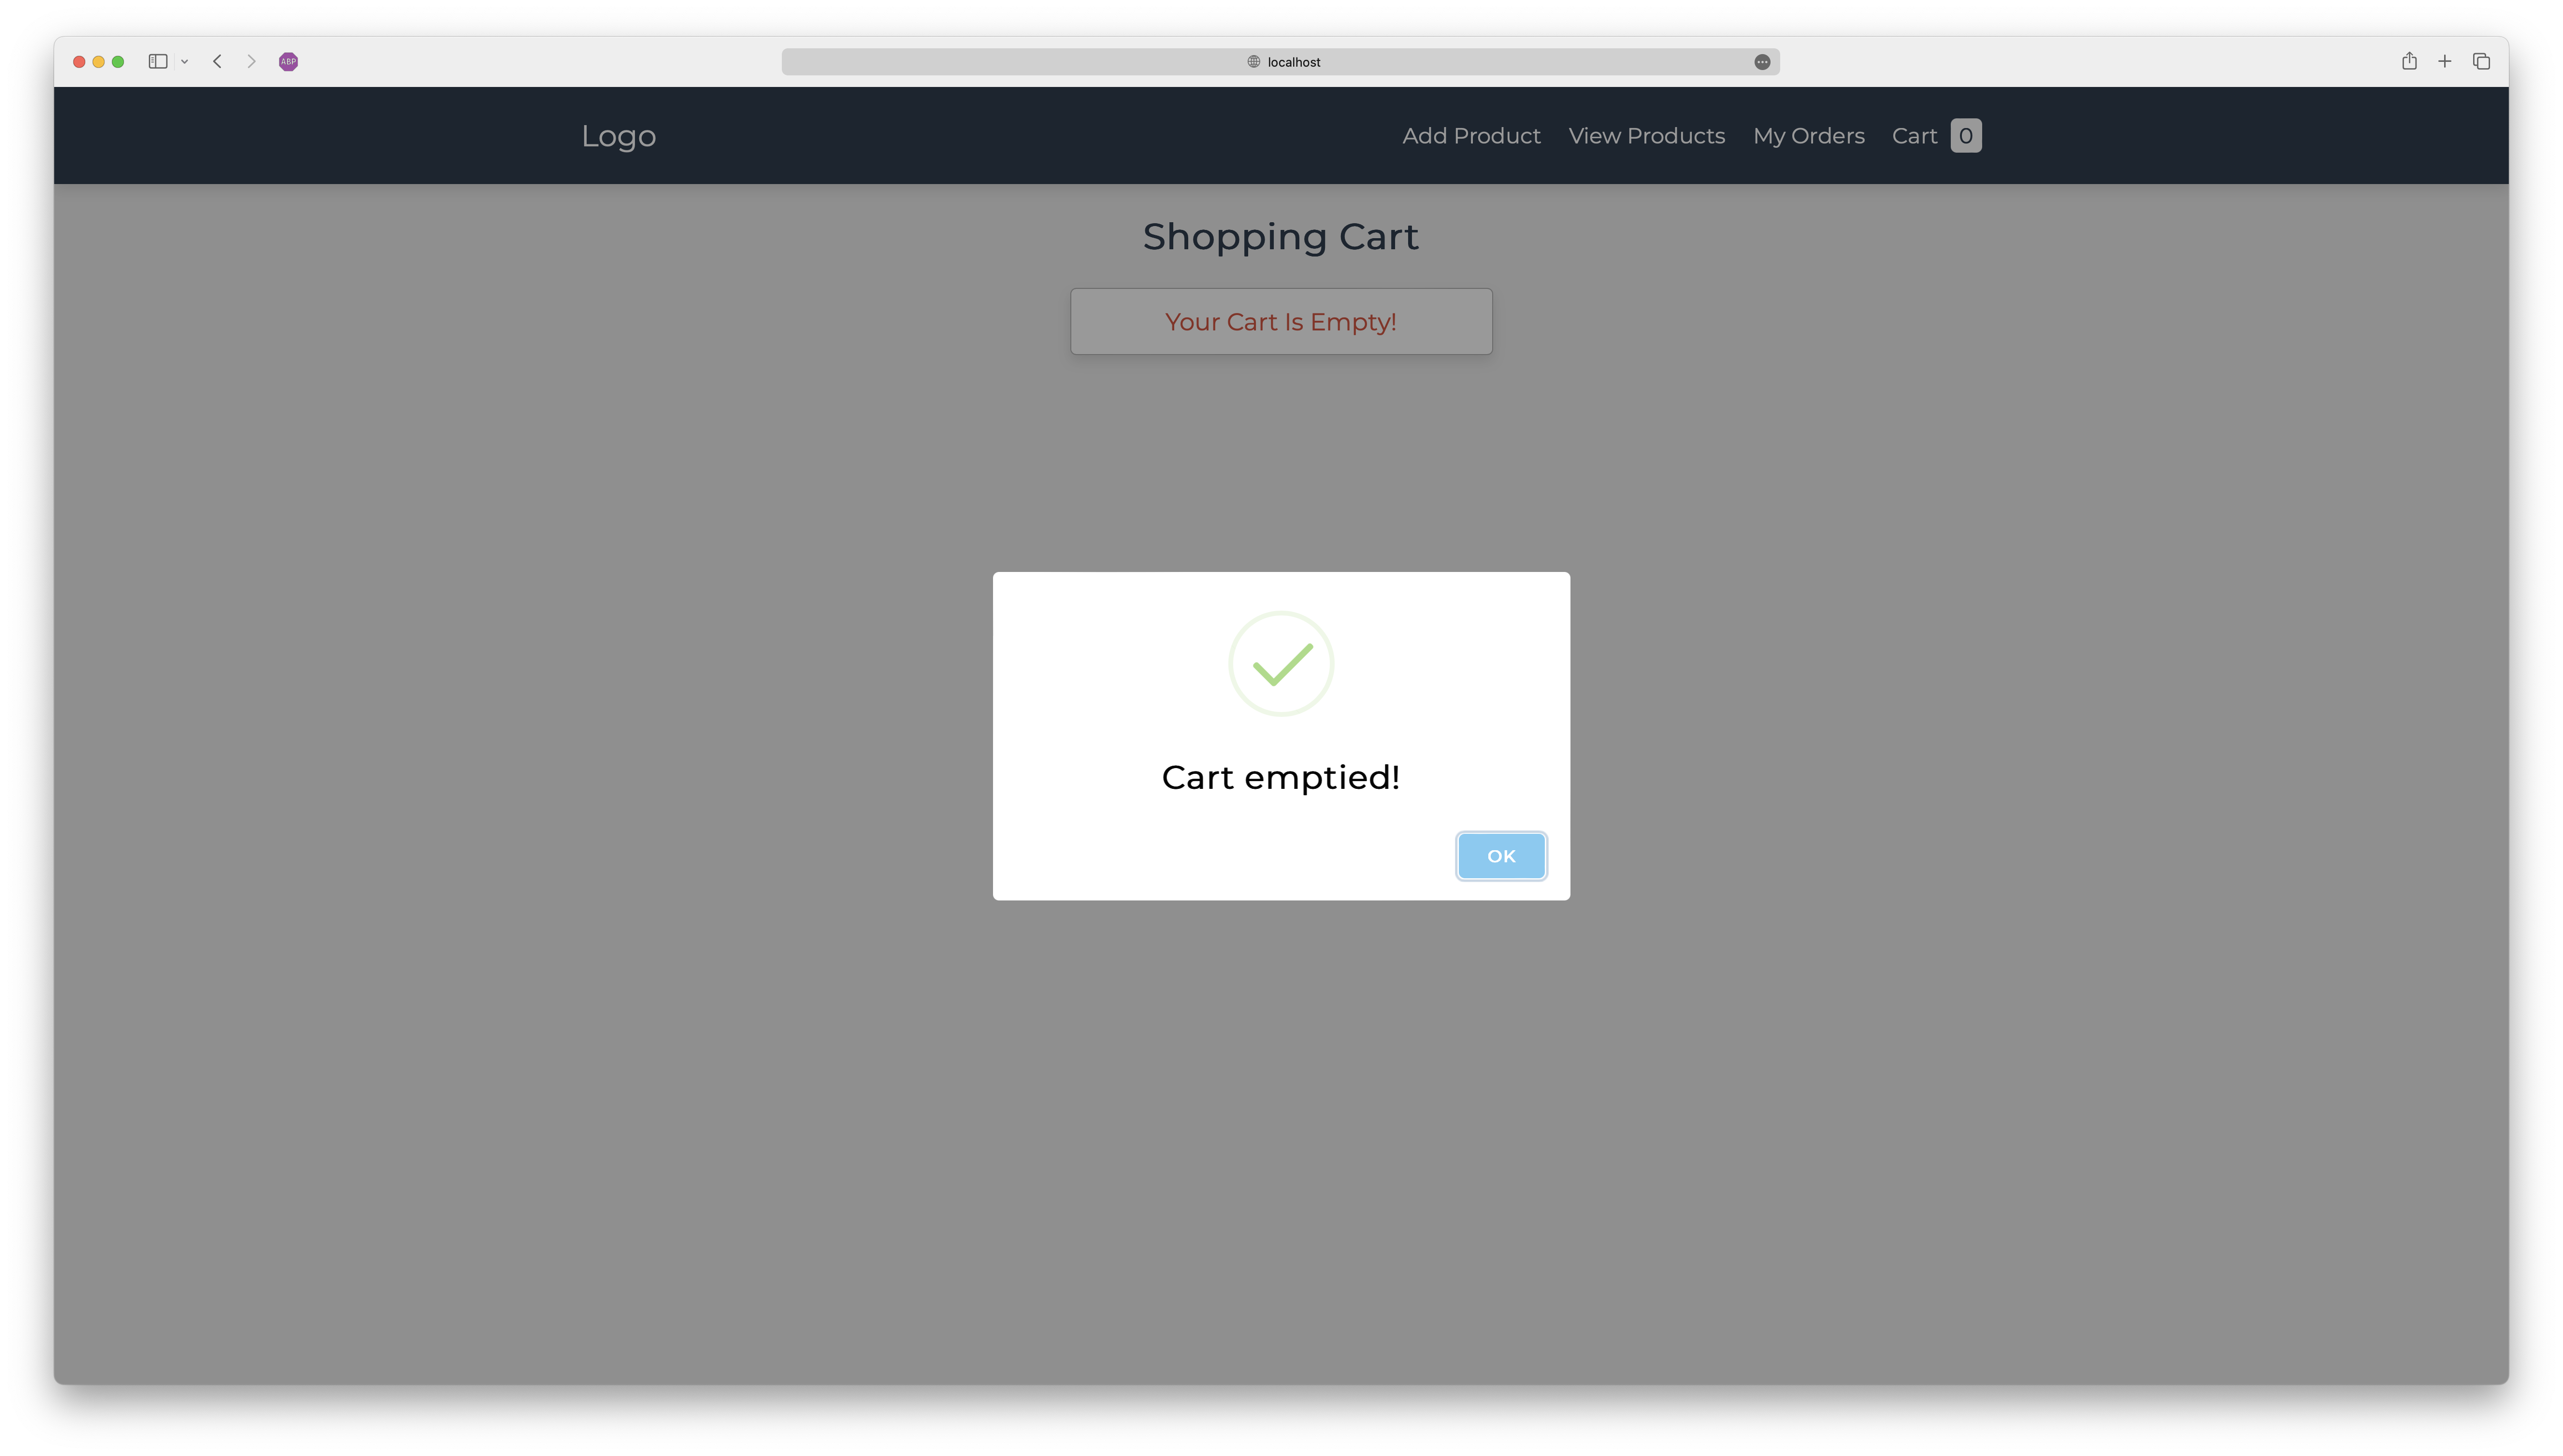 ABP
localhost
Logo
Add Product View Products My Orders Cart 0
Shopping Cart
Your Cart Is Empty!
Cart emptied!
OK